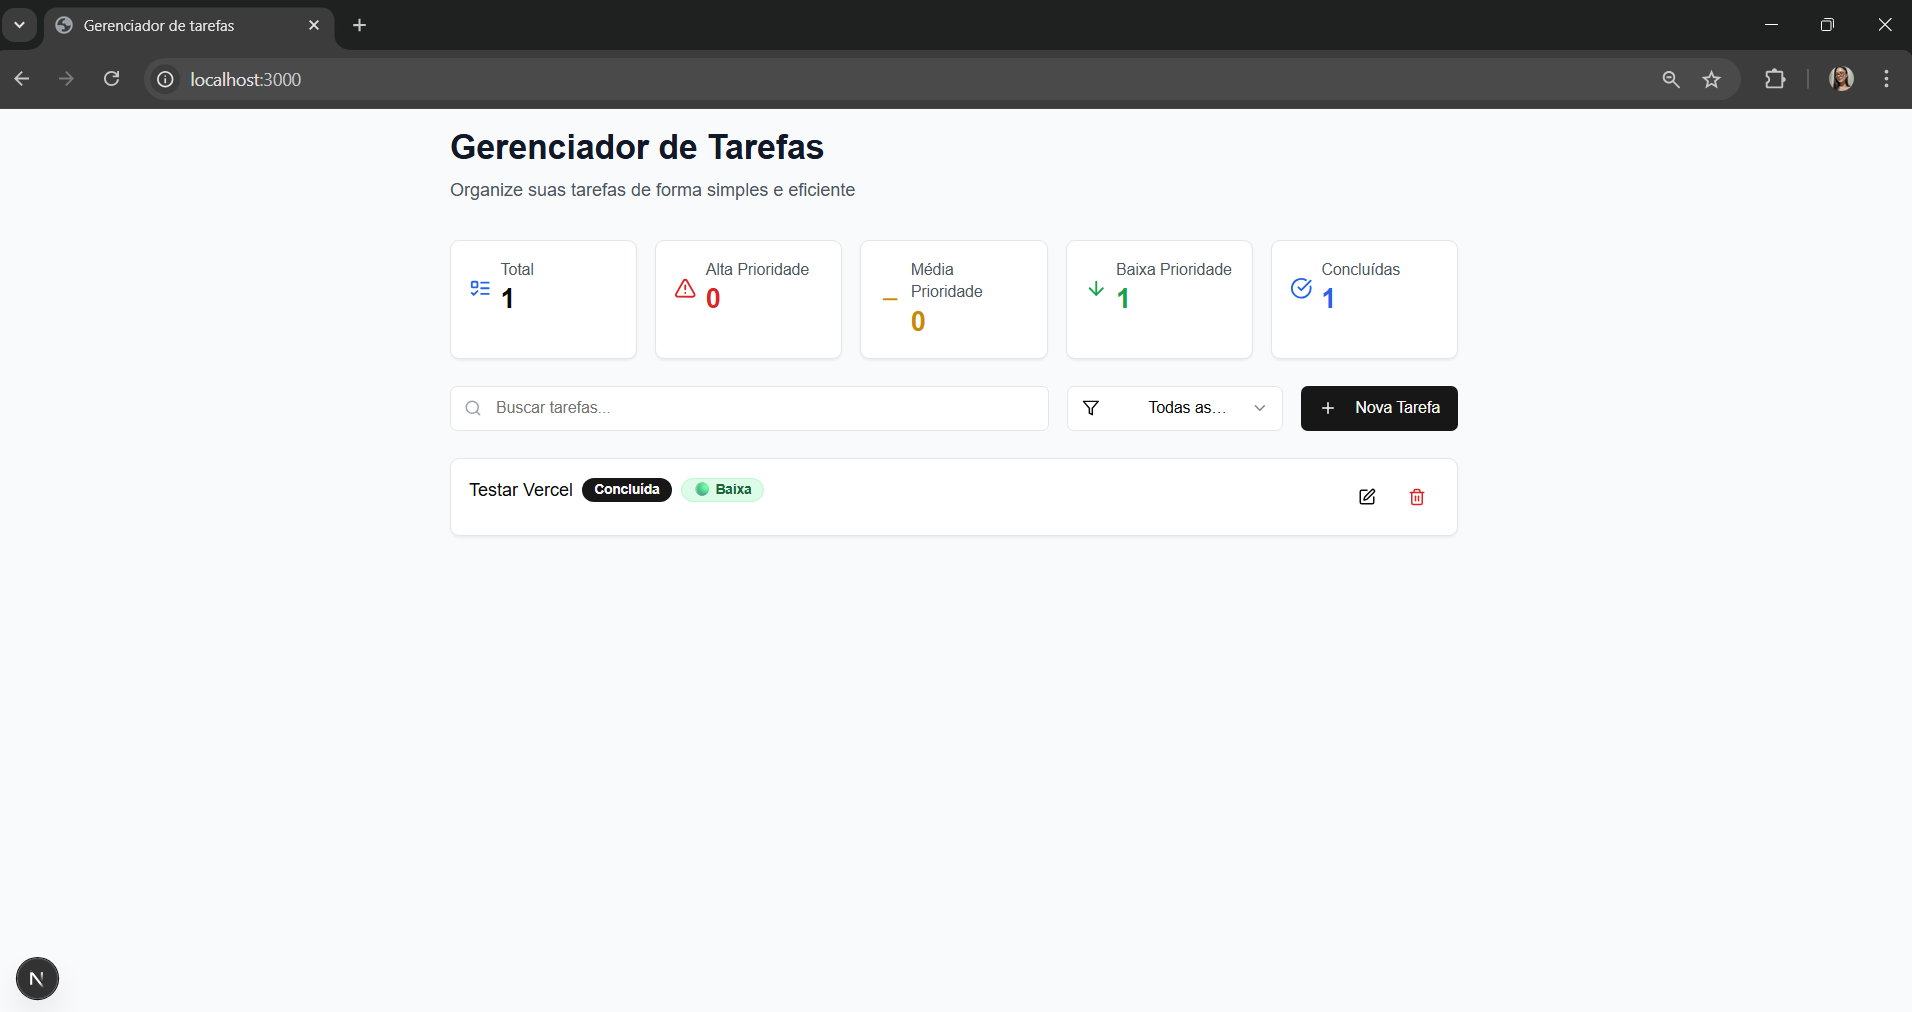 Gerenciador de tarefas
localhost:3000
Gerenciador de Tarefas
Organize suas tarefas de forma simples e eficiente
Total
1
Alta Prioridade
0
Média
Prioridade
0
Baixa Prioridade
1
Concluídas
1
Buscar tarefas...
Todas as...
Nova Tarefa
Testar Vercel Concluída Baixa
N